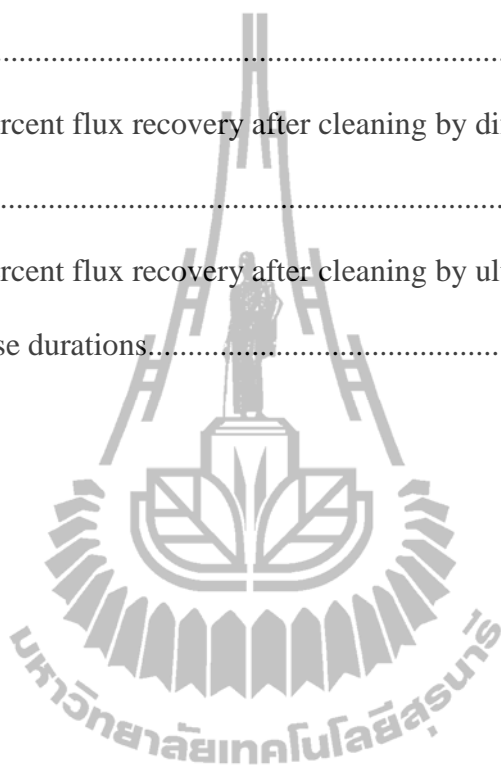 rcent flux recovery after cleaning by di
rcent flux recovery after cleaning by ul
se durations
มหาวิทยาลัยเทคโนโลยีสุรนารี